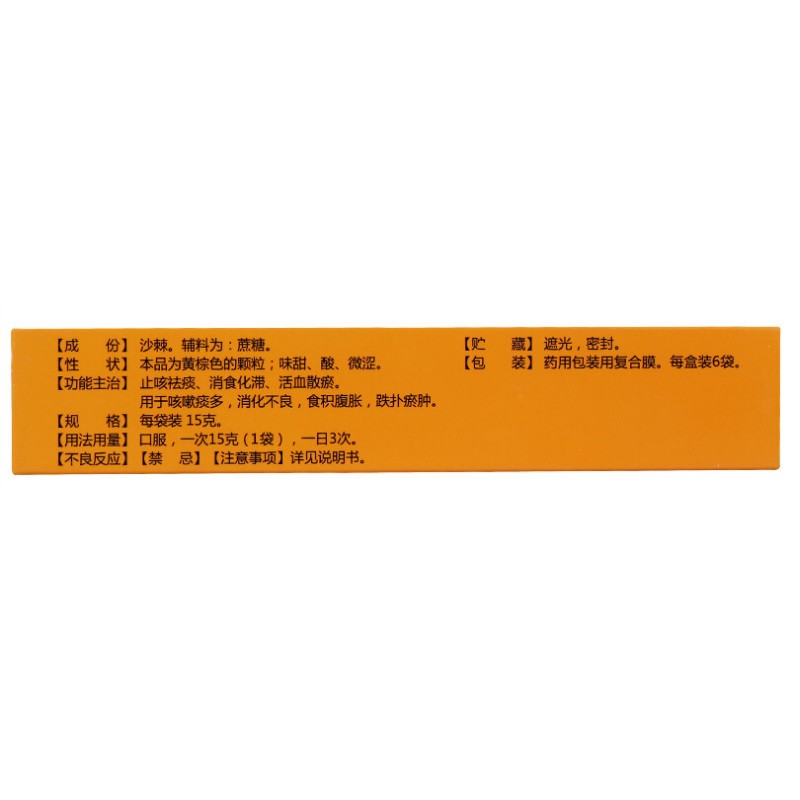 【成　份】沙棘。辅料为：蔗糖。
【性　状】本品为黄棕色的颗粒；味甜、酸、微涩。
【功能主治】止咳祛痰、消食化滞、活血散瘀。
用于咳嗽痰多，消化不良，食积腹胀，跌扑瘀肿。
【规　格】每袋装 15克。
【用法用量】口服，一次15克（1袋），一日3次。
【不良反应】【禁　忌】【注意事项】详见说明书。
【贮　藏】遮光，密封。
【包　装】药用包装用复合膜。每盒装6袋。